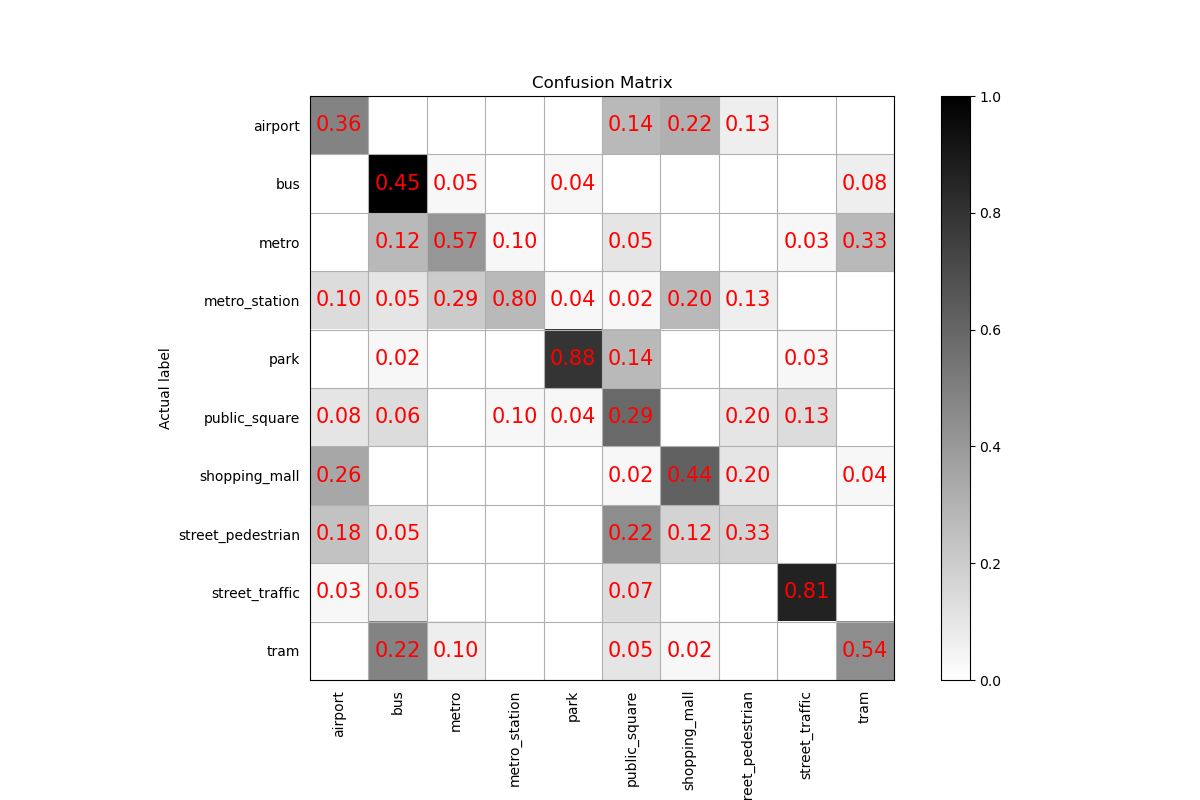 Confusion Matrix
airport 0.36 0.14 0.22 0.13
bus 0.45 0.05 0.04 0.08
metro 0.12 0.57 0.10 0.05 0.03 0.33
metro_station 0.10 0.05 0.29 0.80 0.04 0.02 0.20 0.13
park 0.02 0.88 0.14 0.03
public_square 0.08 0.06 0.10 0.04 0.29 0.20 0.13
shopping_mall 0.26 0.02 0.44 0.20 0.04
street_pedestrian 0.18 0.05 0.22 0.12 0.33
street_traffic 0.03 0.05 0.07 0.81
tram 0.22 0.10 0.05 0.02 0.54
Actual label
airport
bus
metro
metro_station
park
public_square
shopping_mall
reet_pedestrian
street_traffic
tram
1.0
0.8
0.6
0.4
0.2
0.0